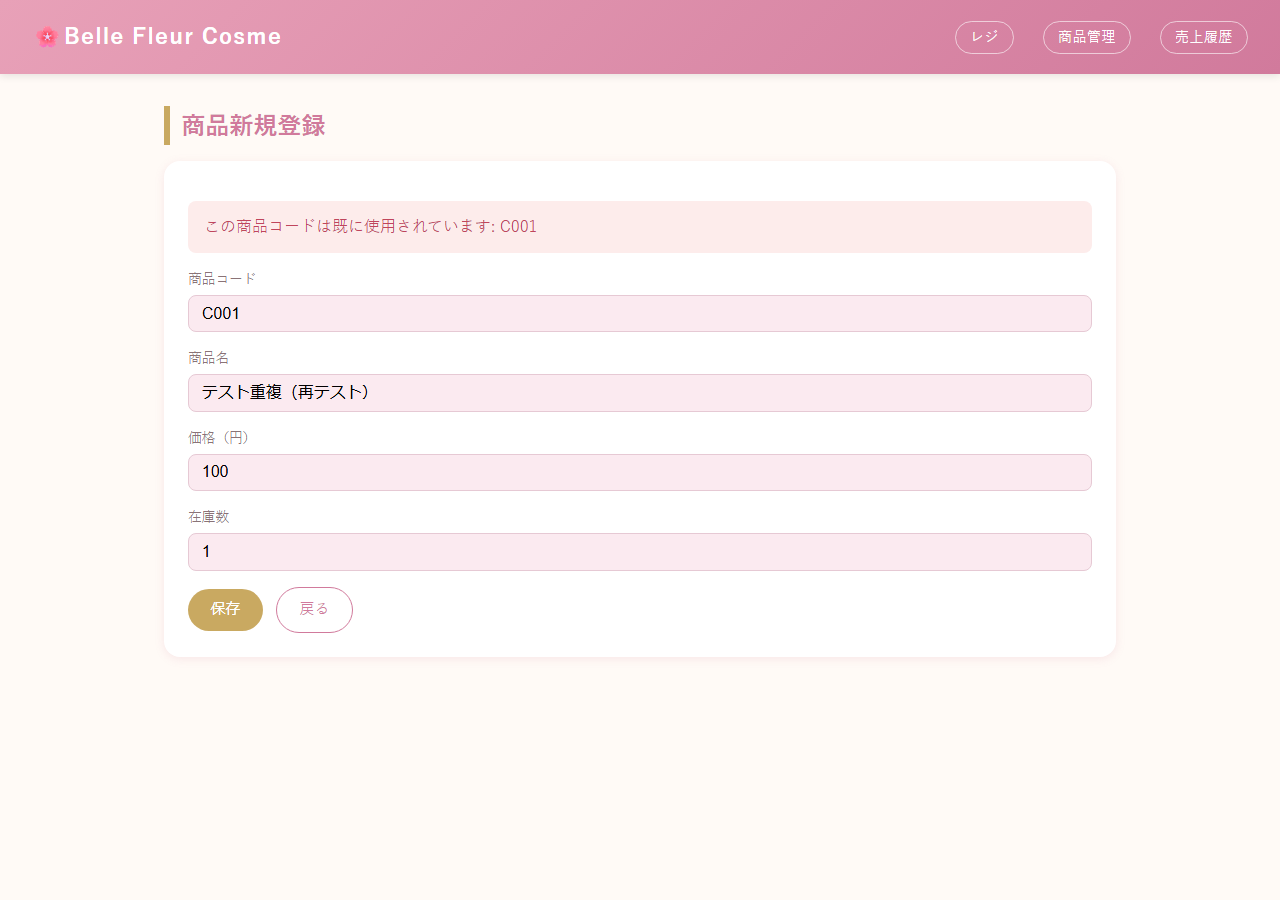 🌸 Belle Fleur Cosme
レジ
商品管理
売上履歴
商品新規登録
この商品コードは既に使用されています: C001
商品コード
C001
商品名
テスト重複（再テスト）
価格（円）
100
在庫数
1
保存
戻る